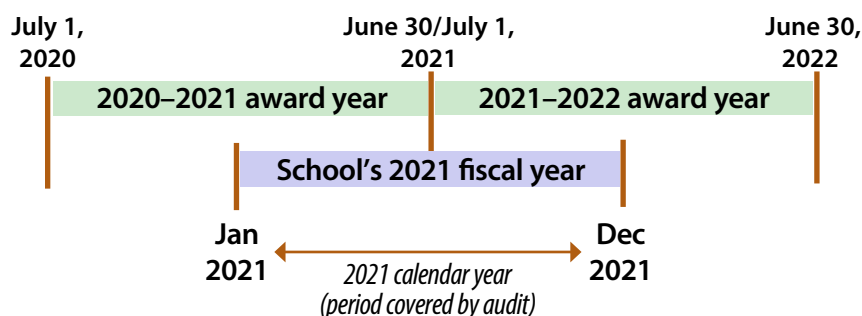 July 1,
2020
June 30/July 1,
2021
June 30,
2022
2020–2021 award year
2021–2022 award year
School's 2021 fiscal year
Jan
2021
Dec
2021
2021 calendar year
(period covered by audit)